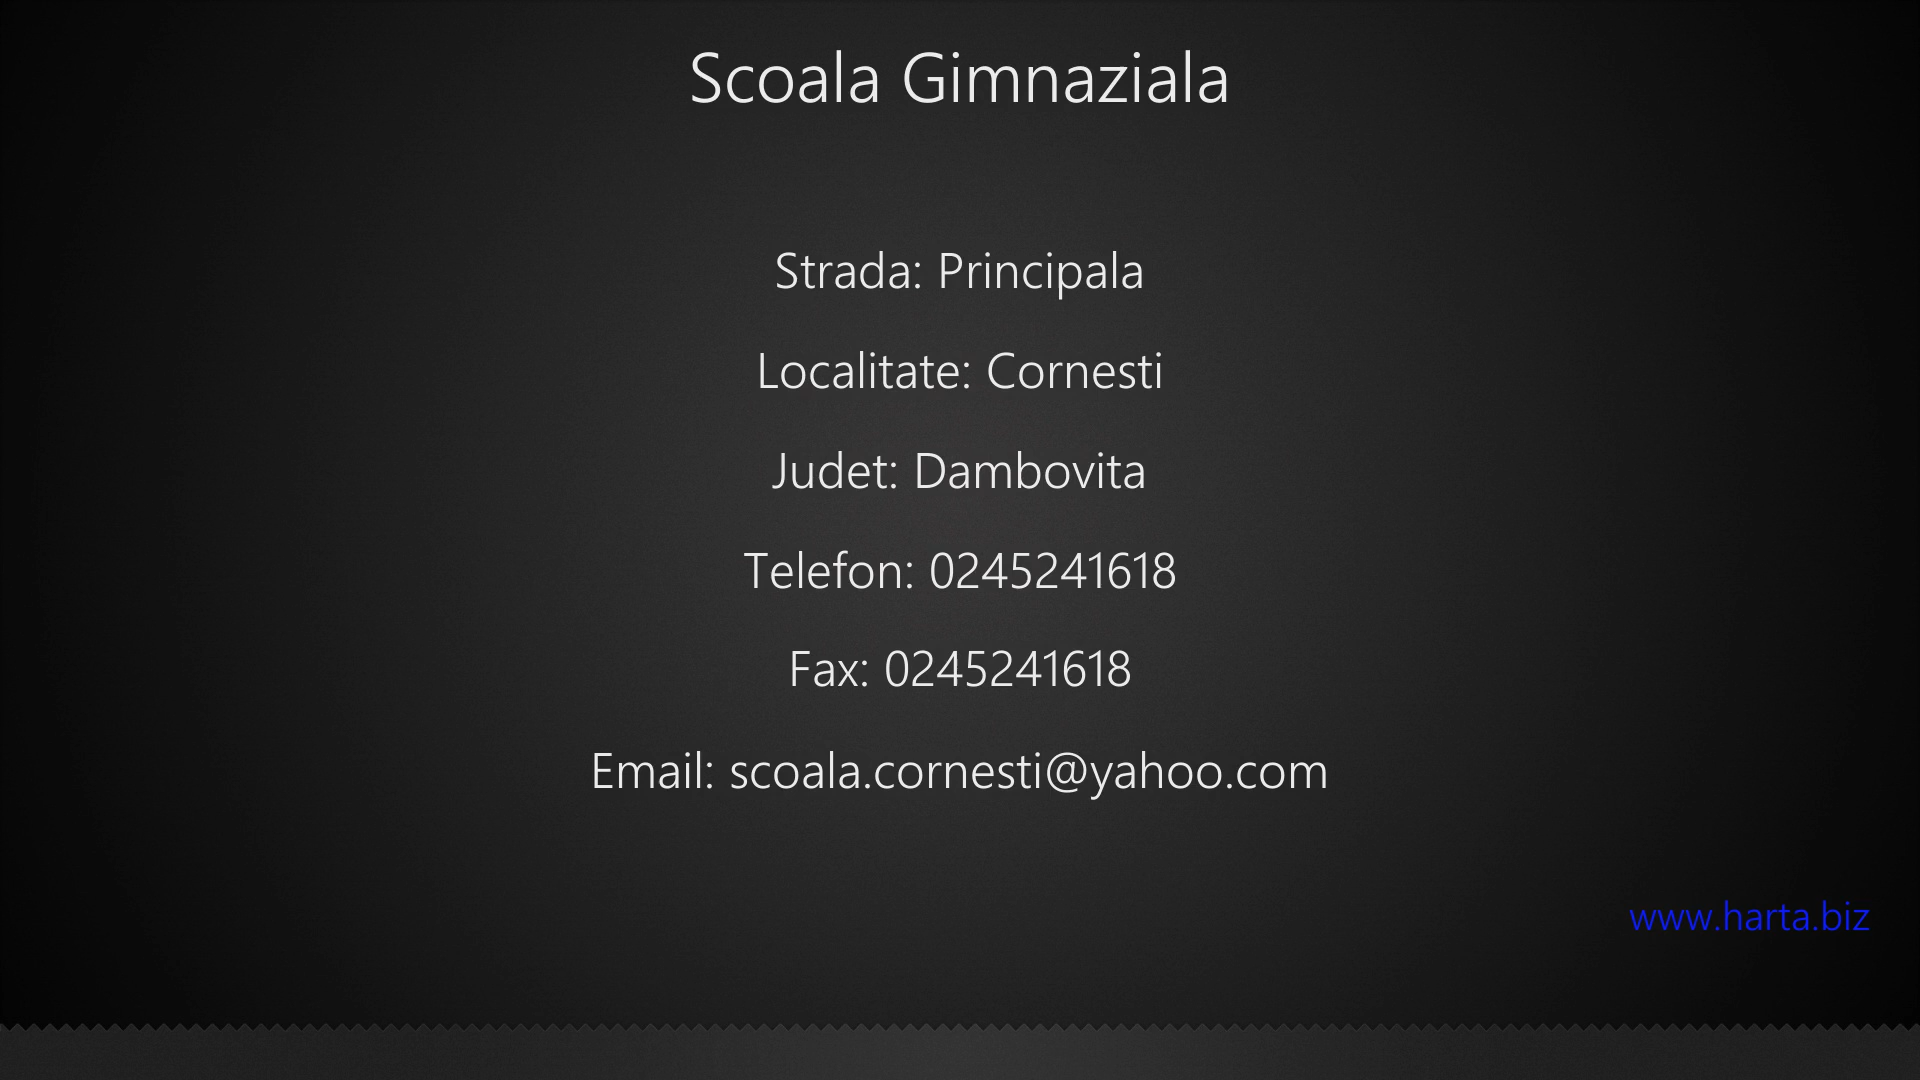 Scoala Gimnaziala
Strada: Principala
Localitate: Cornesti
Judet: Dambovita
Telefon: 0245241618
Fax: 0245241618
Email: scoala.cornesti@yahoo.com
www.harta.biz